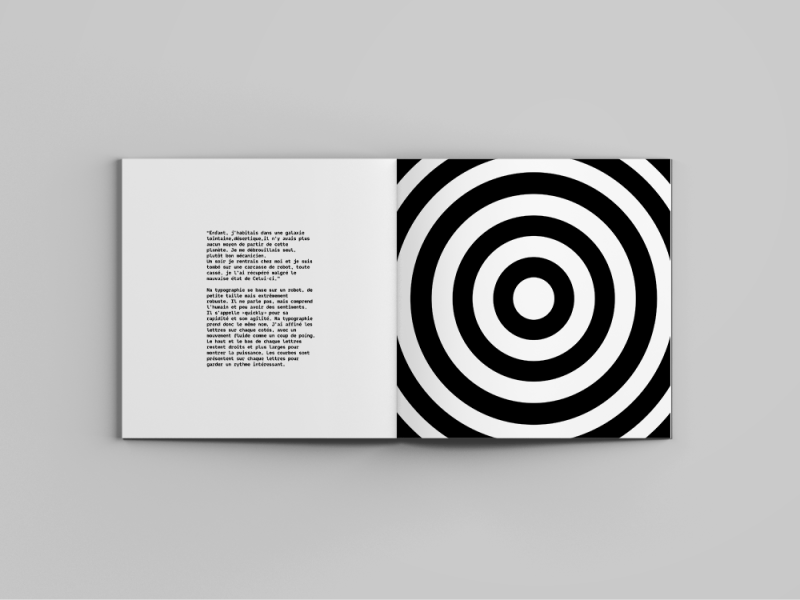 "Enfant, j'habitais dans une galaxie
lointaine,désertique,il n'y avais plus
aucun moyen de partir de cette
planète. Je me débrouillais seul,
plutôt bon mécanicien.
Un soir je rentrais chez moi et je suis
tombé sur une carcasse de robot, toute
cassé, je l'ai récupéré malgré le
mauvaise état de Celui-ci."
Ma typographie se base sur un robot, de
petite taille mais extrêmement
robuste. Il ne parle pas, mais comprend
l'humain et peu avoir des sentiments.
Il s'appelle «quickly» pour sa
rapidité et son agilité. Ma typographie
prend donc le même nom. J'ai affiné les
lettres sur chaque cotés, avec un
mouvement fluide comme un coup de poing.
Le haut et le bas de chaque lettres
restent droits et plus larges pour
montrer la puissance. Les courbes sont
présentent sur chaque lettres pour
garder un rythme intéressant.